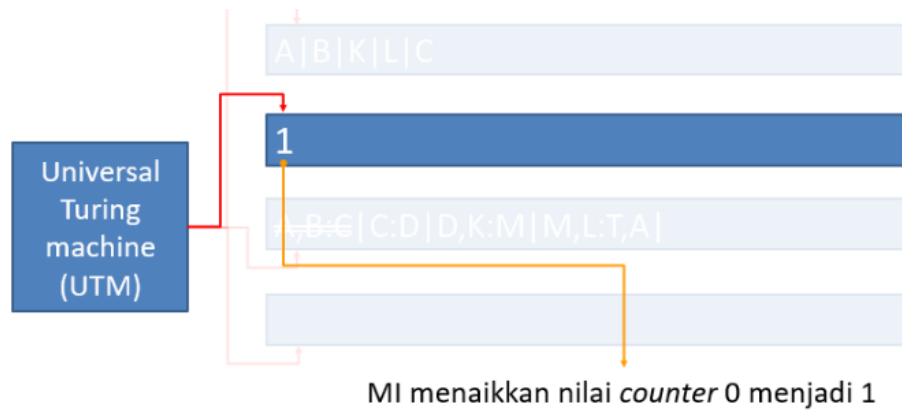 A|B|K|L|C
1
Universal
Turing
machine
(UTM)
A,B:C|C:D|D,K:M|M,L:T,A|
MI menaikkan nilai counter 0 menjadi 1